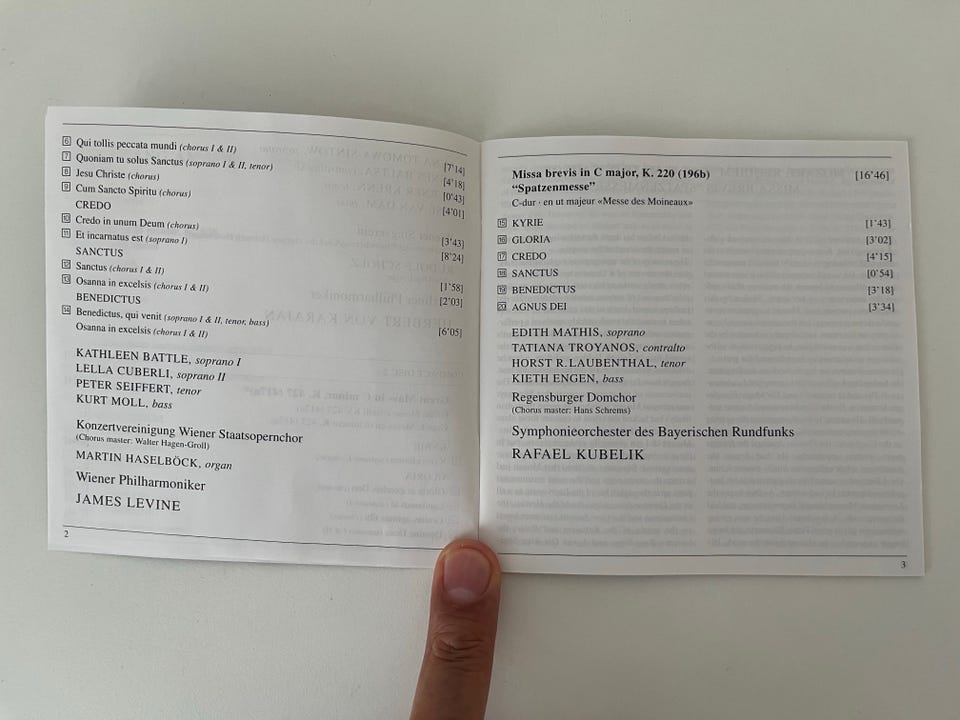 6 Qui tollis peccata mundi (chorus I & II) [7'14]
7 Quoniam tu solus Sanctus (soprano I & II, tenor) [4'18]
8 Jesu Christe (chorus) [0'43]
9 Cum Sancto Spiritu (chorus) [4'01]
CREDO
10 Credo in unum Deum (chorus) [3'43]
11 Et incarnatus est (soprano I) [8'24]
SANCTUS
12 Sanctus (chorus I & II) [1'58]
13 Osanna in excelsis (chorus I & II) [2'03]
BENEDICTUS
14 Benedictus, qui venit (soprano I & II, tenor, bass) [6'05]
Osanna in excelsis (chorus I & II)
KATHLEEN BATTLE, soprano I
LELLA CUBERLI, soprano II
PETER SEIFFERT, tenor
KURT MOLL, bass
Konzertvereinigung Wiener Staatsopernchor
(Chorus master: Walter Hagen-Groll)
MARTIN HASELBÖCK, organ
Wiener Philharmoniker
JAMES LEVINE
2
Missa brevis in C major, K. 220 (196b) [16'46]
“Spatzenmesse”
C-dur · en ut majeur «Messe des Moineaux»
15 KYRIE [1'43]
16 GLORIA [3'02]
17 CREDO [4'15]
18 SANCTUS [0'54]
19 BENEDICTUS [3'18]
20 AGNUS DEI [3'34]
EDITH MATHIS, soprano
TATIANA TROYANOS, contralto
HORST R. LAUBENTHAL, tenor
KIETH ENGEN, bass
Regensburger Domchor
(Chorus master: Hans Schrems)
Symphonieorchester des Bayerischen Rundfunks
RAFAEL KUBELIK
3